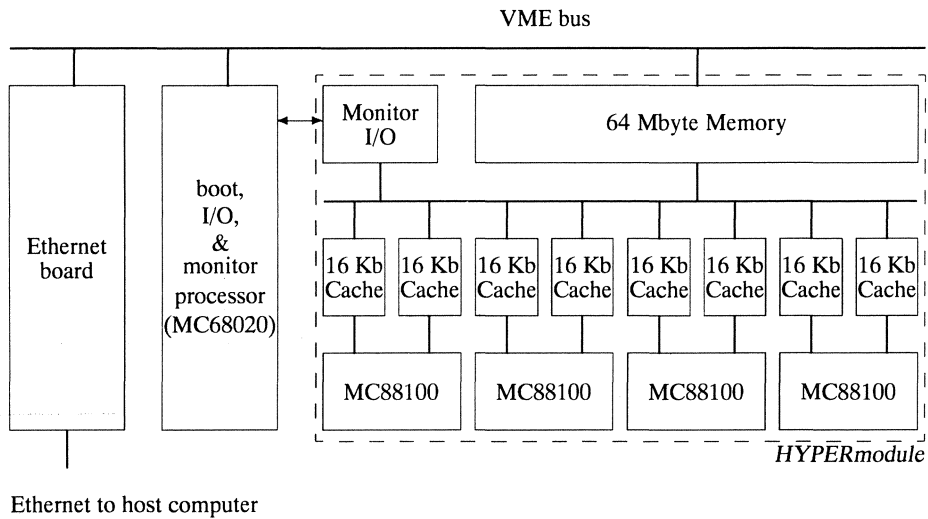 VME bus
Monitor
I/O
64 Mbyte Memory
boot,
I/O,
&
monitor
processor
(MC68020)
Ethernet
board
16 Kb
Cache
16 Kb
Cache
16 Kb
Cache
16 Kb
Cache
16 Kb
Cache
16 Kb
Cache
16 Kb
Cache
16 Kb
Cache
MC88100
MC88100
MC88100
MC88100
HYPERmodule
Ethernet to host computer